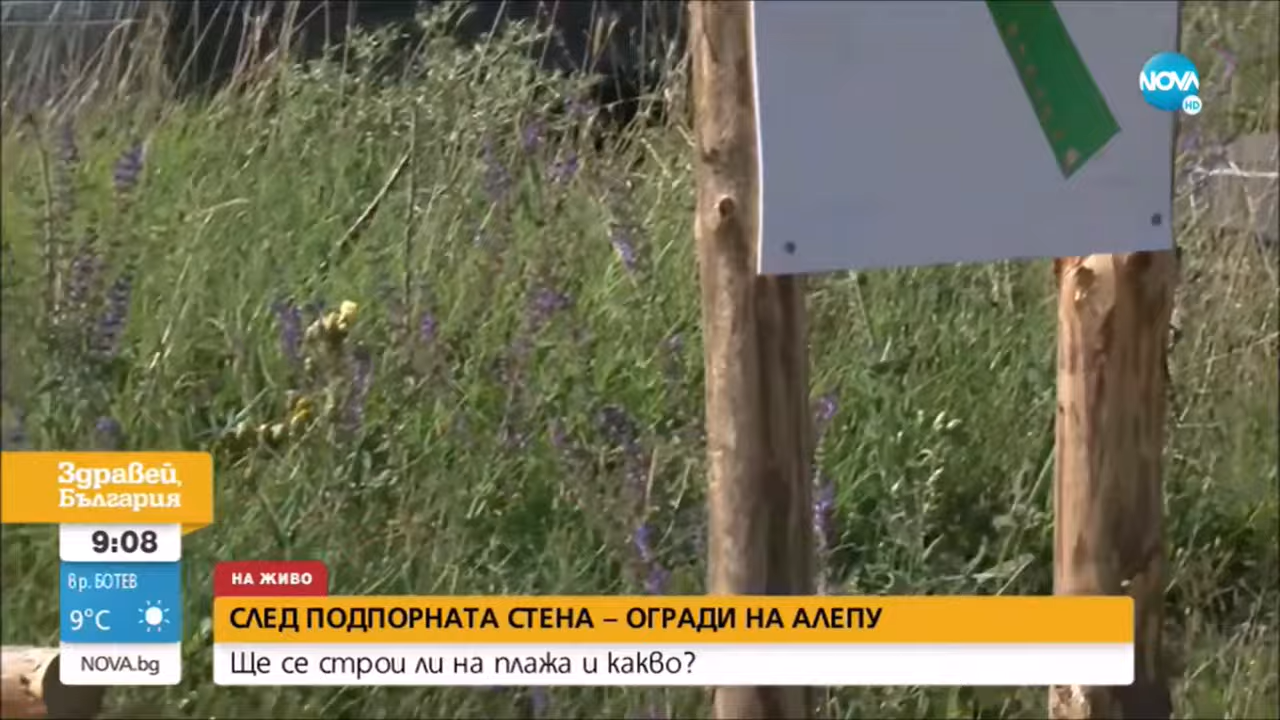 NOVA
HD
Здравей,
България
9:08
вр. БОТЕВ
9°C
NOVA.bg
НА ЖИВО
СЛЕД ПОДПОРНАТА СТЕНА – ОГРАДИ НА АЛЕПУ
Ще се строи ли на плажа и какво?